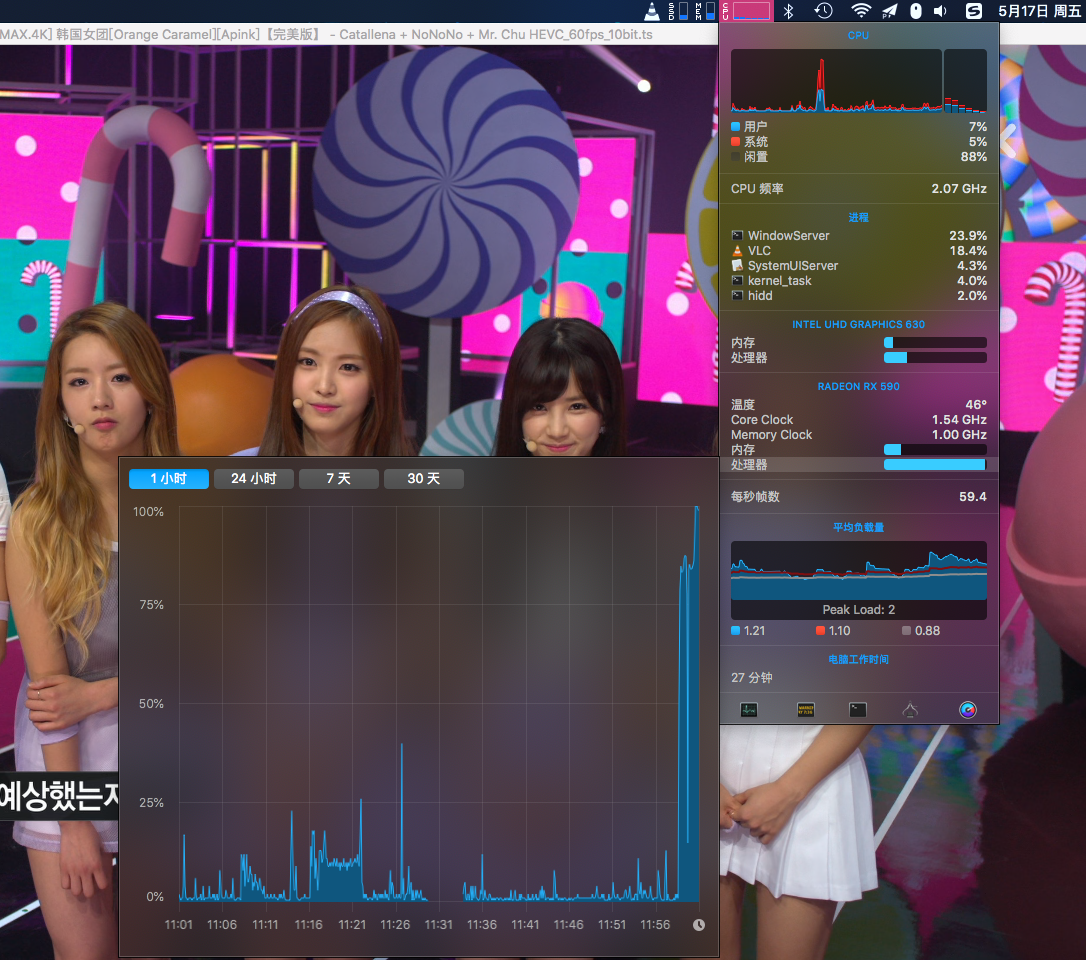 SSD
MEM
CPU
5月17日 周五
MAX.4K] 韩国女团[Orange Caramel][Apink]【完美版】 - Catallena + NoNoNo + Mr. Chu HEVC_60fps_10bit.ts
CPU
用户 7%
系统 5%
闲置 88%
CPU 频率 2.07 GHz
进程
WindowServer 23.9%
VLC 18.4%
SystemUIServer 4.3%
kernel_task 4.0%
hidd 2.0%
INTEL UHD GRAPHICS 630
内存
处理器
RADEON RX 590
温度 46°
Core Clock 1.54 GHz
Memory Clock 1.00 GHz
内存
处理器
每秒帧数 59.4
平均负载量
Peak Load: 2
1.21 1.10 0.88
电脑工作时间
27 分钟
1 小时 24 小时 7 天 30 天
100%
75%
50%
25%
0%
11:01 11:06 11:11 11:16 11:21 11:26 11:31 11:36 11:41 11:46 11:51 11:56
예상했는지